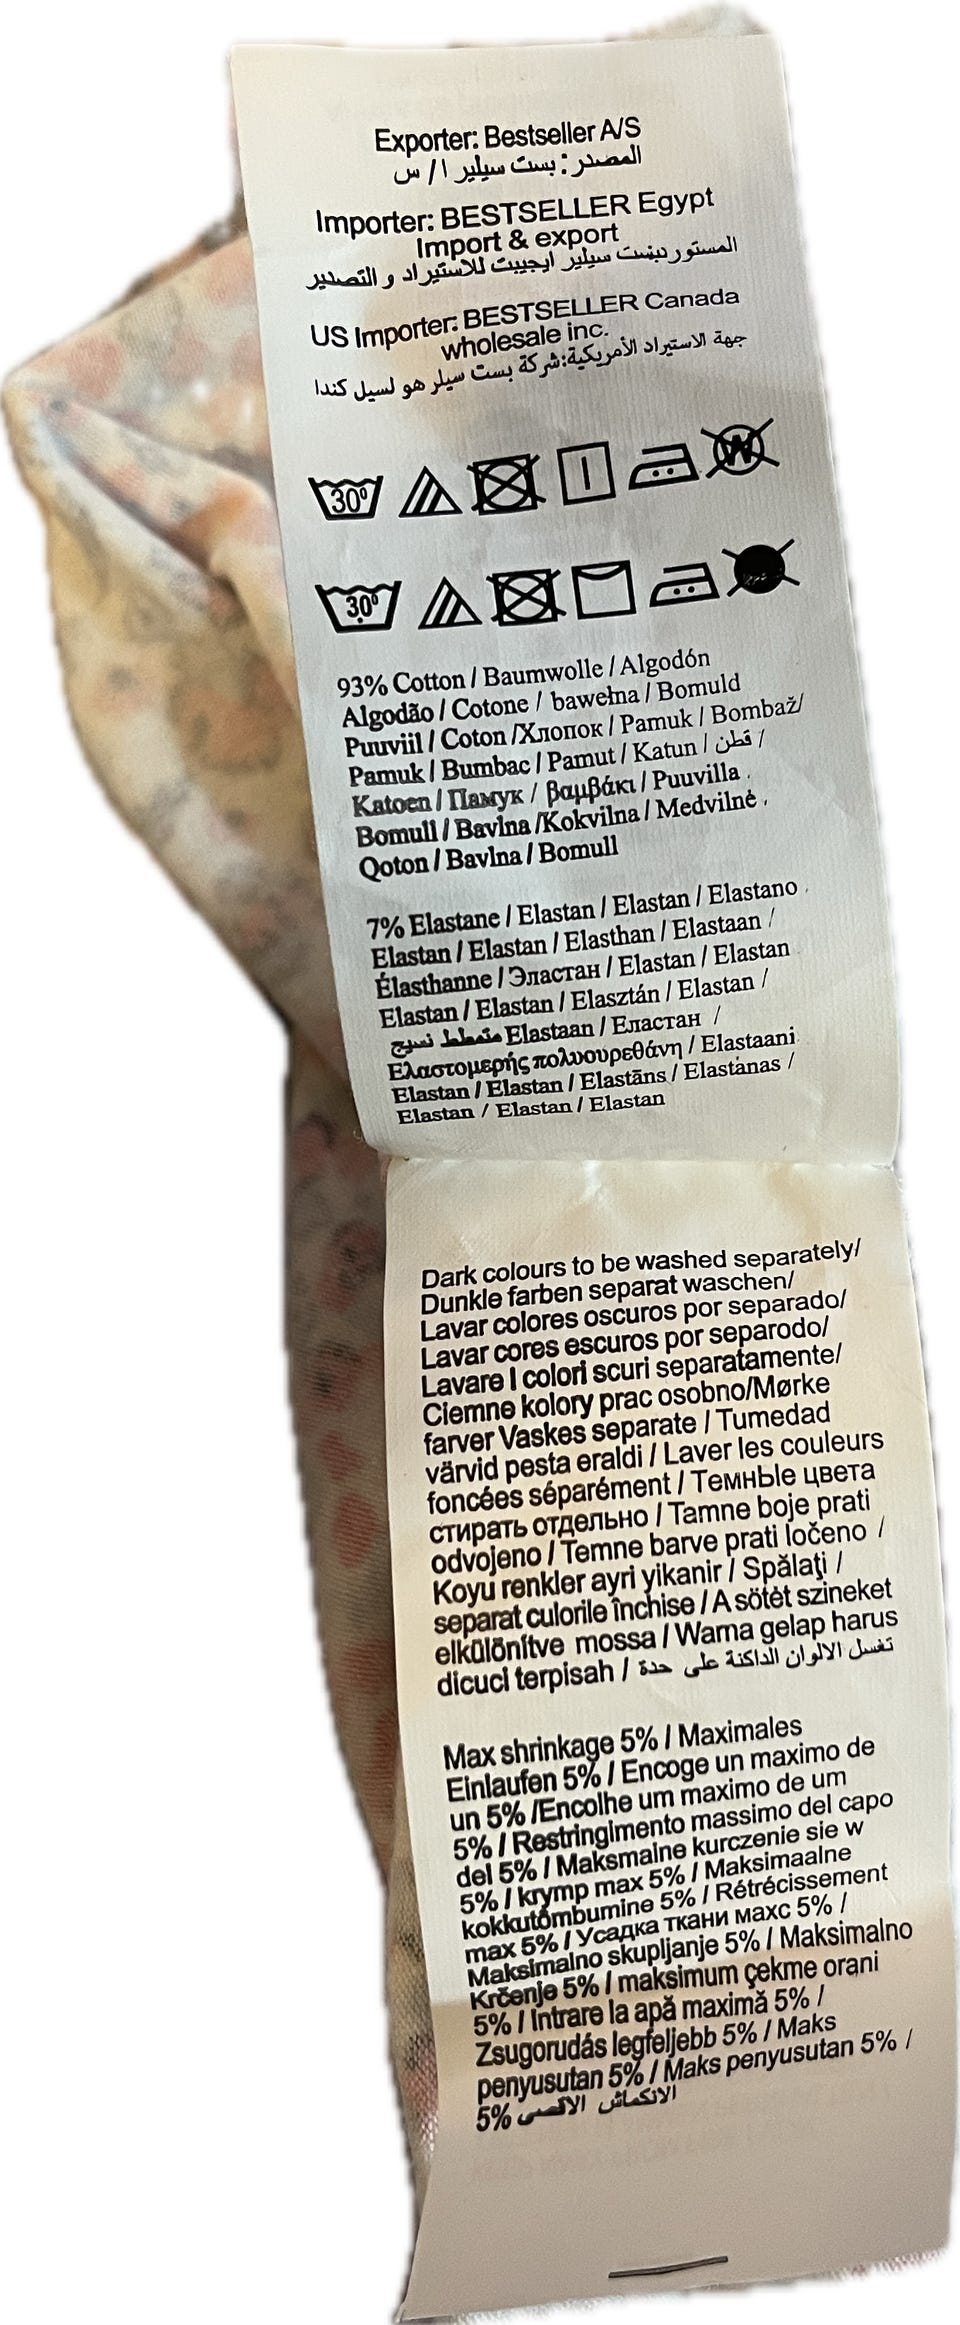 Exporter: Bestseller A/S
المصدر: بست سيلير ا / س
Importer: BESTSELLER Egypt
Import & export
سيلير ايجيبت للاستيراد و التصدير
US Importer: BESTSELLER Canada
wholesale inc.
جهة الاستيراد الأمريكية:شركة بست سيلر هو لسيل كندا
30° W
30°
93% Cotton / Baumwolle / Algodón
Algodão / Cotone / bawełna / Bomuld
Puuviil / Coton /Хлопок / Pamuk / Bombaž/
Pamuk / Bumbac / Pamut / Katun / قطن /
Katoen / Памук / βαμβάκι / Puuvilla
Bomull / Bavlna /Kokvilna / Medvilnė
Qoton / Bavlna / Bomull
7% Elastane / Elastan / Elastan / Elastano
Elastan / Elastan / Elasthan / Elastaan /
Élasthanne / Эластан / Elastan / Elastan
Elastan / Elastan / Elasztán / Elastan /
متمطط نسيج Elastaan / Еластан /
Ελαστομερής πολυουρεθάνη / Elastaani
Elastan / Elastan / Elastāns / Elastanas /
Elastan / Elastan / Elastan
Dark colours to be washed separately/
Dunkle farben separat waschen/
Lavar colores oscuros por separado/
Lavar cores escuros por separodo/
Lavare I colori scuri separatamente/
Ciemne kolory prac osobno/Mørke
farver Vaskes separate / Tumedad
värvid pesta eraldi / Laver les couleurs
foncées séparément / ТемнЫе цвета
стирать отдельно / Tamne boje prati
odvojeno / Temne barve prati ločeno /
Koyu renkler ayri yikanir / Spălaţi /
separat culorile închise / A sötét szineket
elkülönítve mossa / Warna gelap harus
dicuci terpisah / تغسل الالوان الداكنة على حدة
Max shrinkage 5% / Maximales
Einlaufen 5% / Encoge un maximo de
un 5% /Encolhe um maximo de um
5% / Restringimento massimo del capo
del 5% / Maksmalne kurczenie sie w
5% / krymp max 5% / Maksimaalne
kokkutõmbumine 5% / Rétrécissement
max 5% / Усадка ткани макс 5% /
Maksimalno skupljanje 5% / Maksimalno
Krčenje 5% / maksimum çekme orani
5% / Intrare la apă maximă 5% /
Zsugorudás legfeljebb 5% / Maks
penyusutan 5% / Maks penyusutan 5% /
5% الانكماش الاقصى